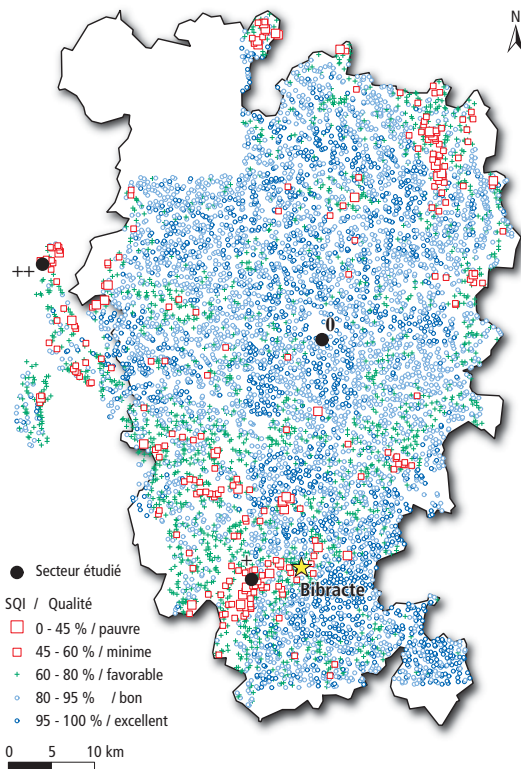 N
++
0
+
Bibracte
Secteur étudié
SQI / Qualité
0 - 45 % / pauvre
45 - 60 % / minime
60 - 80 % / favorable
80 - 95 % / bon
95 - 100 % / excellent
0 5 10 km